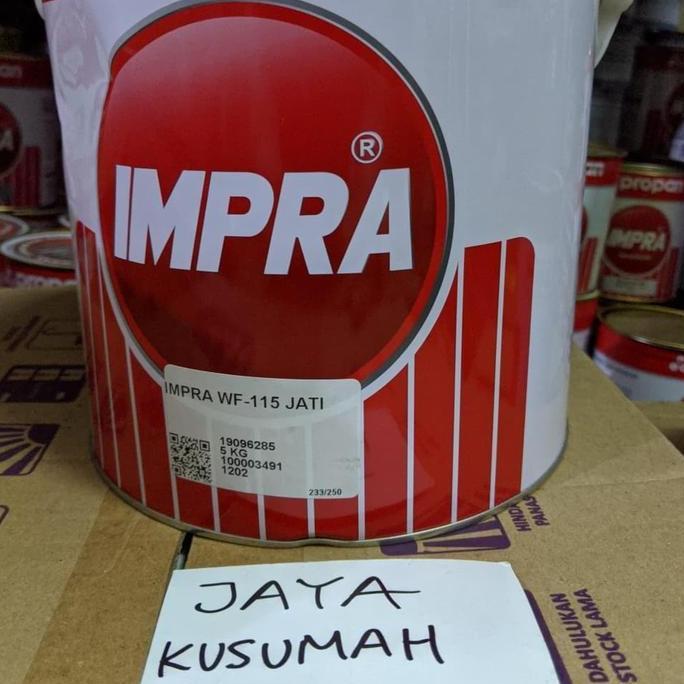 IMPRA®
IMPRA WF-115 JATI
19096285
5 KG
100003491
1202
233/250
JAYA
KUSUMAH
propan
IMPRA
propan
DAHULUKAN
STOCK LAMA